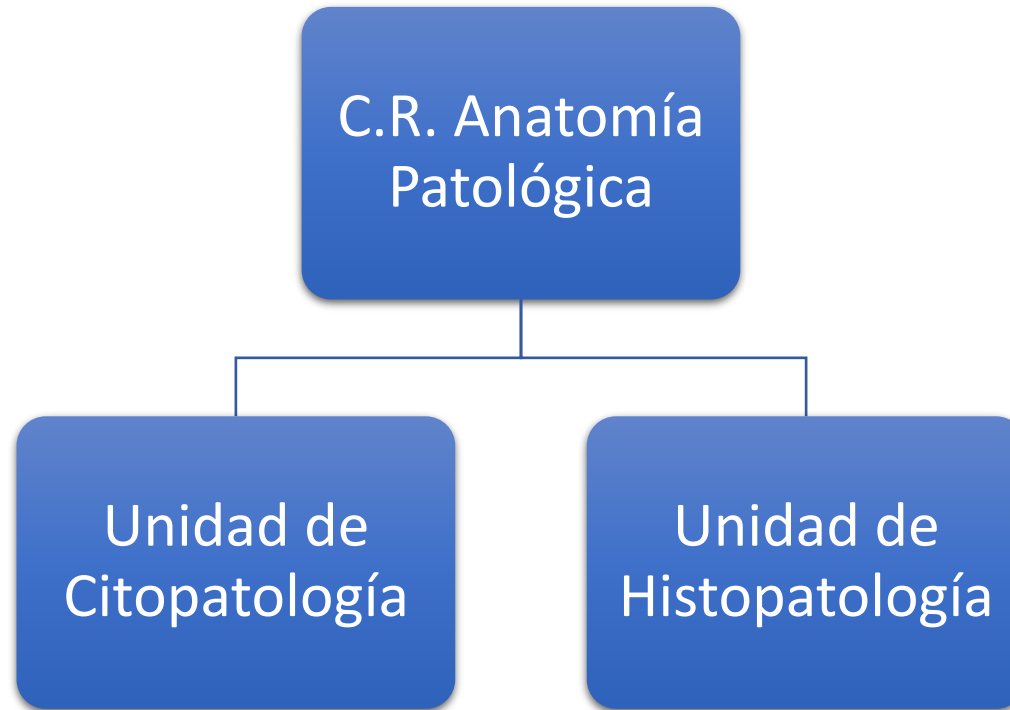 C.R. Anatomía
Patológica
Unidad de
Citopatología
Unidad de
Histopatología